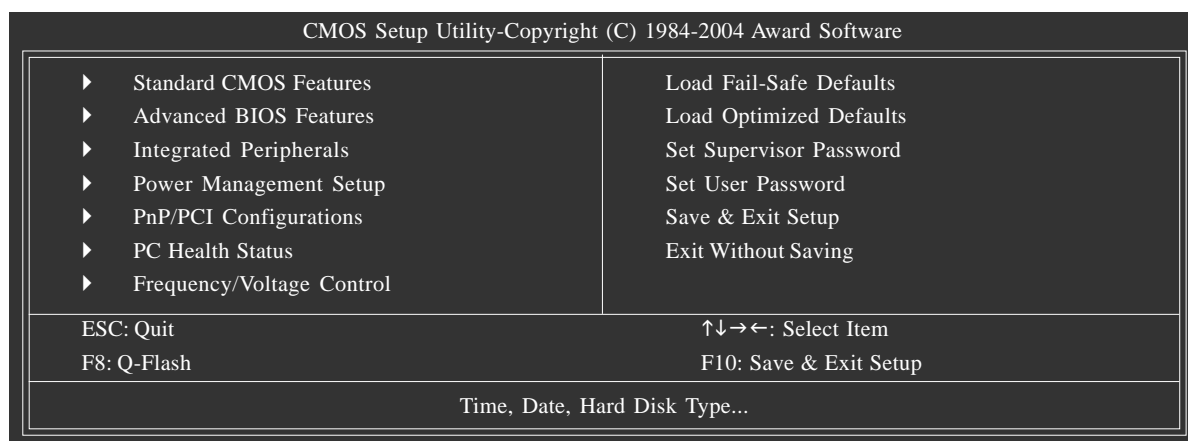 CMOS Setup Utility-Copyright (C) 1984-2004 Award Software
Standard CMOS Features
Advanced BIOS Features
Integrated Peripherals
Power Management Setup
PnP/PCI Configurations
PC Health Status
Frequency/Voltage Control
Load Fail-Safe Defaults
Load Optimized Defaults
Set Supervisor Password
Set User Password
Save & Exit Setup
Exit Without Saving
ESC: Quit
F8: Q-Flash
↑↓→←: Select Item
F10: Save & Exit Setup
Time, Date, Hard Disk Type...